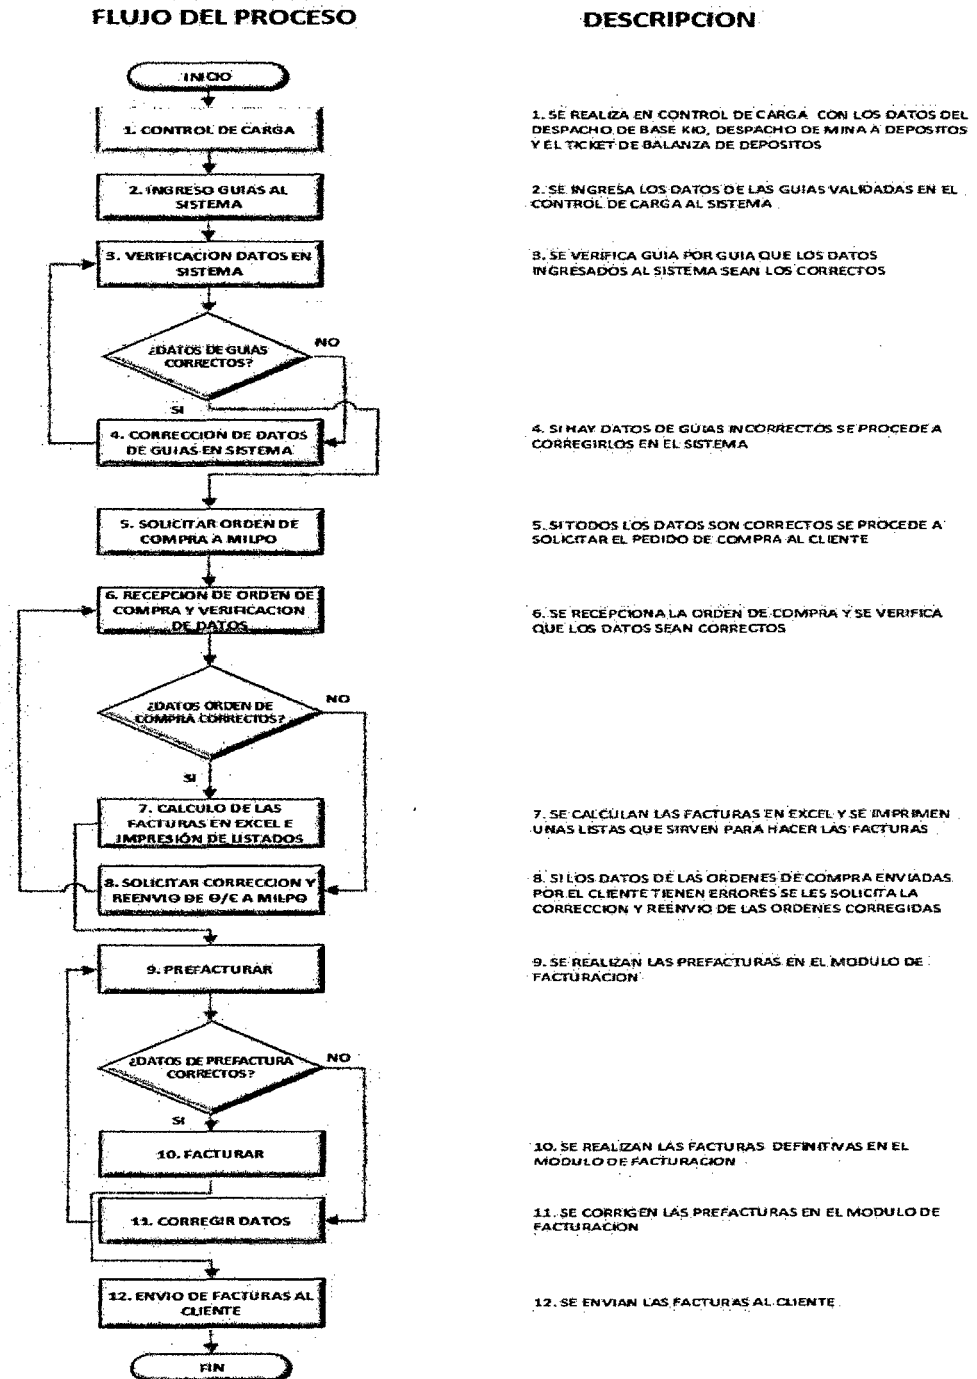 FLUJO DEL PROCESO
DESCRIPCION
INICIO
1. CONTROL DE CARGA
1. SE REALIZA EN CONTROL DE CARGA CON LOS DATOS DEL
DESPACHO DE BASE KIO, DESPACHO DE MINA A DEPOSITOS
Y EL TICKET DE BALANZA DE DEPOSITOS
2. INGRESO GUIAS AL
SISTEMA
2. SE INGRESA LOS DATOS DE LAS GUIAS VALIDADAS EN EL
CONTROL DE CARGA AL SISTEMA
3. VERIFICACION DATOS EN
SISTEMA
3. SE VERIFICA GUIA POR GUIA QUE LOS DATOS
INGRESADOS AL SISTEMA SEAN LOS CORRECTOS
¿DATOS DE GUIAS
CORRECTOS?
NO
SI
4. CORRECCION DE DATOS
DE GUIAS EN SISTEMA
4. SI HAY DATOS DE GUIAS INCORRECTOS SE PROCEDE A
CORREGIRLOS EN EL SISTEMA
5. SOLICITAR ORDEN DE
COMPRA A MILPO
5. SI TODOS LOS DATOS SON CORRECTOS SE PROCEDE A
SOLICITAR EL PEDIDO DE COMPRA AL CLIENTE
6. RECEPCION DE ORDEN DE
COMPRA Y VERIFICACION
DE DATOS
6. SE RECEPCIONA LA ORDEN DE COMPRA Y SE VERIFICA
QUE LOS DATOS SEAN CORRECTOS
¿DATOS ORDEN DE
COMPRA CORRECTOS?
NO
SI
7. CALCULO DE LAS
FACTURAS EN EXCEL E
IMPRESIÓN DE LISTADOS
7. SE CALCULAN LAS FACTURAS EN EXCEL Y SE IMPRIMEN
UNAS LISTAS QUE SIRVEN PARA HACER LAS FACTURAS
8. SOLICITAR CORRECCION Y
REENVIO DE O/C A MILPO
8. SI LOS DATOS DE LAS ORDENES DE COMPRA ENVIADAS
POR EL CLIENTE TIENEN ERRORES SE LES SOLICITA LA
CORRECCION Y REENVIO DE LAS ORDENES CORREGIDAS
9. PREFACTURAR
9. SE REALIZAN LAS PREFACTURAS EN EL MODULO DE
FACTURACION
¿DATOS DE PREFACTURA
CORRECTOS?
NO
SI
10. FACTURAR
10. SE REALIZAN LAS FACTURAS DEFINITIVAS EN EL
MODULO DE FACTURACION
11. CORREGIR DATOS
11. SE CORRIGEN LAS PREFACTURAS EN EL MODULO DE
FACTURACION
12. ENVIO DE FACTURAS AL
CLIENTE
12. SE ENVIAN LAS FACTURAS AL CLIENTE
FIN